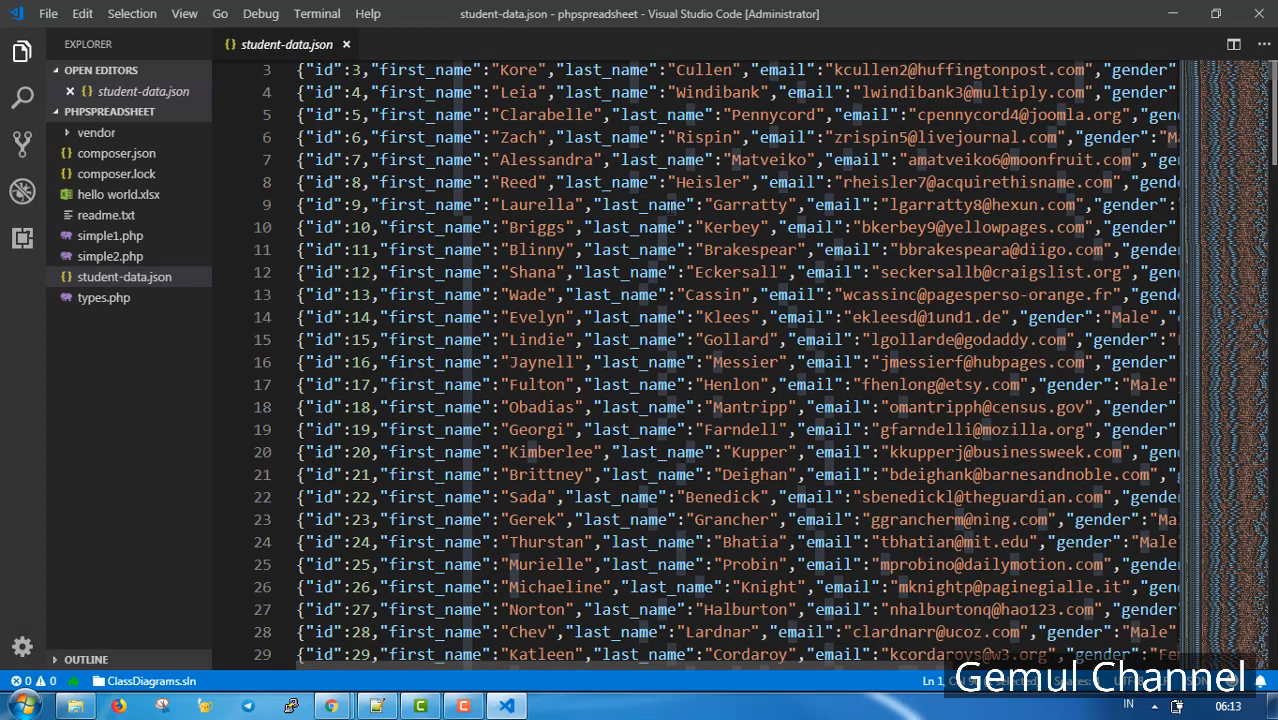 File Edit Selection View Go Debug Terminal Help student-data.json - phpspreadsheet - Visual Studio Code [Administrator]
EXPLORER
student-data.json
OPEN EDITORS
student-data.json
PHPSPREADSHEET
vendor
composer.json
composer.lock
hello world.xlsx
readme.txt
simple1.php
simple2.php
student-data.json
types.php
OUTLINE
3 {"id":3,"first_name":"Kore","last_name":"Cullen","email":"kcullen2@huffingtonpost.com","gender"
4 {"id":4,"first_name":"Leia","last_name":"Windibank","email":"lwindibank3@multiply.com","gender"
5 {"id":5,"first_name":"Clarabelle","last_name":"Pennycord","email":"cpennycord4@joomla.org","gen
6 {"id":6,"first_name":"Zach","last_name":"Rispin","email":"zrispin5@livejournal.com","gender":"Ma
7 {"id":7,"first_name":"Alessandra","last_name":"Matveiko","email":"amatveiko6@moonfruit.com","ge
8 {"id":8,"first_name":"Reed","last_name":"Heisler","email":"rheisler7@acquirethisname.com","gend
9 {"id":9,"first_name":"Laurella","last_name":"Garratty","email":"lgarratty8@hexun.com","gender":
10 {"id":10,"first_name":"Briggs","last_name":"Kerbey","email":"bkerbey9@yellowpages.com","gender"
11 {"id":11,"first_name":"Blinny","last_name":"Brakespear","email":"bbrakespeara@diigo.com","gende
12 {"id":12,"first_name":"Shana","last_name":"Eckersall","email":"seckersallb@craigslist.org","gen
13 {"id":13,"first_name":"Wade","last_name":"Cassin","email":"wcassinc@pagesperso-orange.fr","gend
14 {"id":14,"first_name":"Evelyn","last_name":"Klees","email":"ekleesd@1und1.de","gender":"Male",
15 {"id":15,"first_name":"Lindie","last_name":"Gollard","email":"lgollarde@godaddy.com","gender":"
16 {"id":16,"first_name":"Jaynell","last_name":"Messier","email":"jmessierf@hubpages.com","gender"
17 {"id":17,"first_name":"Fulton","last_name":"Henlon","email":"fhenlong@etsy.com","gender":"Male"
18 {"id":18,"first_name":"Obadias","last_name":"Mantripp","email":"omantripph@census.gov","gender"
19 {"id":19,"first_name":"Georgi","last_name":"Farndell","email":"gfarndelli@mozilla.org","gender"
20 {"id":20,"first_name":"Kimberlee","last_name":"Kupper","email":"kkupperj@businessweek.com","gen
21 {"id":21,"first_name":"Brittney","last_name":"Deighan","email":"bdeighank@barnesandnoble.com","
22 {"id":22,"first_name":"Sada","last_name":"Benedick","email":"sbenedickl@theguardian.com","gende
23 {"id":23,"first_name":"Gerek","last_name":"Grancher","email":"ggrancherm@ning.com","gender":"Ma
24 {"id":24,"first_name":"Thurstan","last_name":"Bhatia","email":"tbhatian@mit.edu","gender":"Male
25 {"id":25,"first_name":"Murielle","last_name":"Probin","email":"mprobino@dailymotion.com","gende
26 {"id":26,"first_name":"Michaeline","last_name":"Knight","email":"mknightp@paginegialle.it","gen
27 {"id":27,"first_name":"Norton","last_name":"Halburton","email":"nhalburtonq@hao123.com","gender
28 {"id":28,"first_name":"Chev","last_name":"Lardnar","email":"clardnarr@ucoz.com","gender":"Male"
29 {"id":29,"first_name":"Katleen","last_name":"Cordaroy","email":"kcordaroys@w3.org","gender":"Fe
0 0 ClassDiagrams.sln Ln 1,
Gemul Channel
IN 06:13